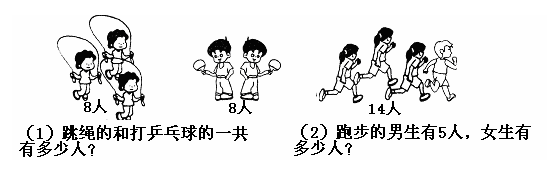 8人 8人 14人
(1) 跳绳的和打乒乓球的一共
有多少人？
(2) 跑步的男生有5人，女生有
多少人？